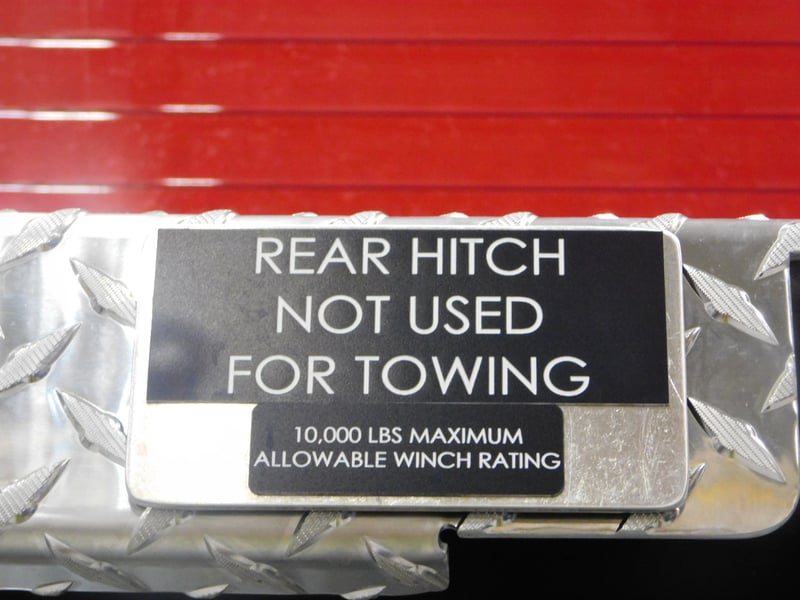 REAR HITCH
NOT USED
FOR TOWING
10,000 LBS MAXIMUM
ALLOWABLE WINCH RATING